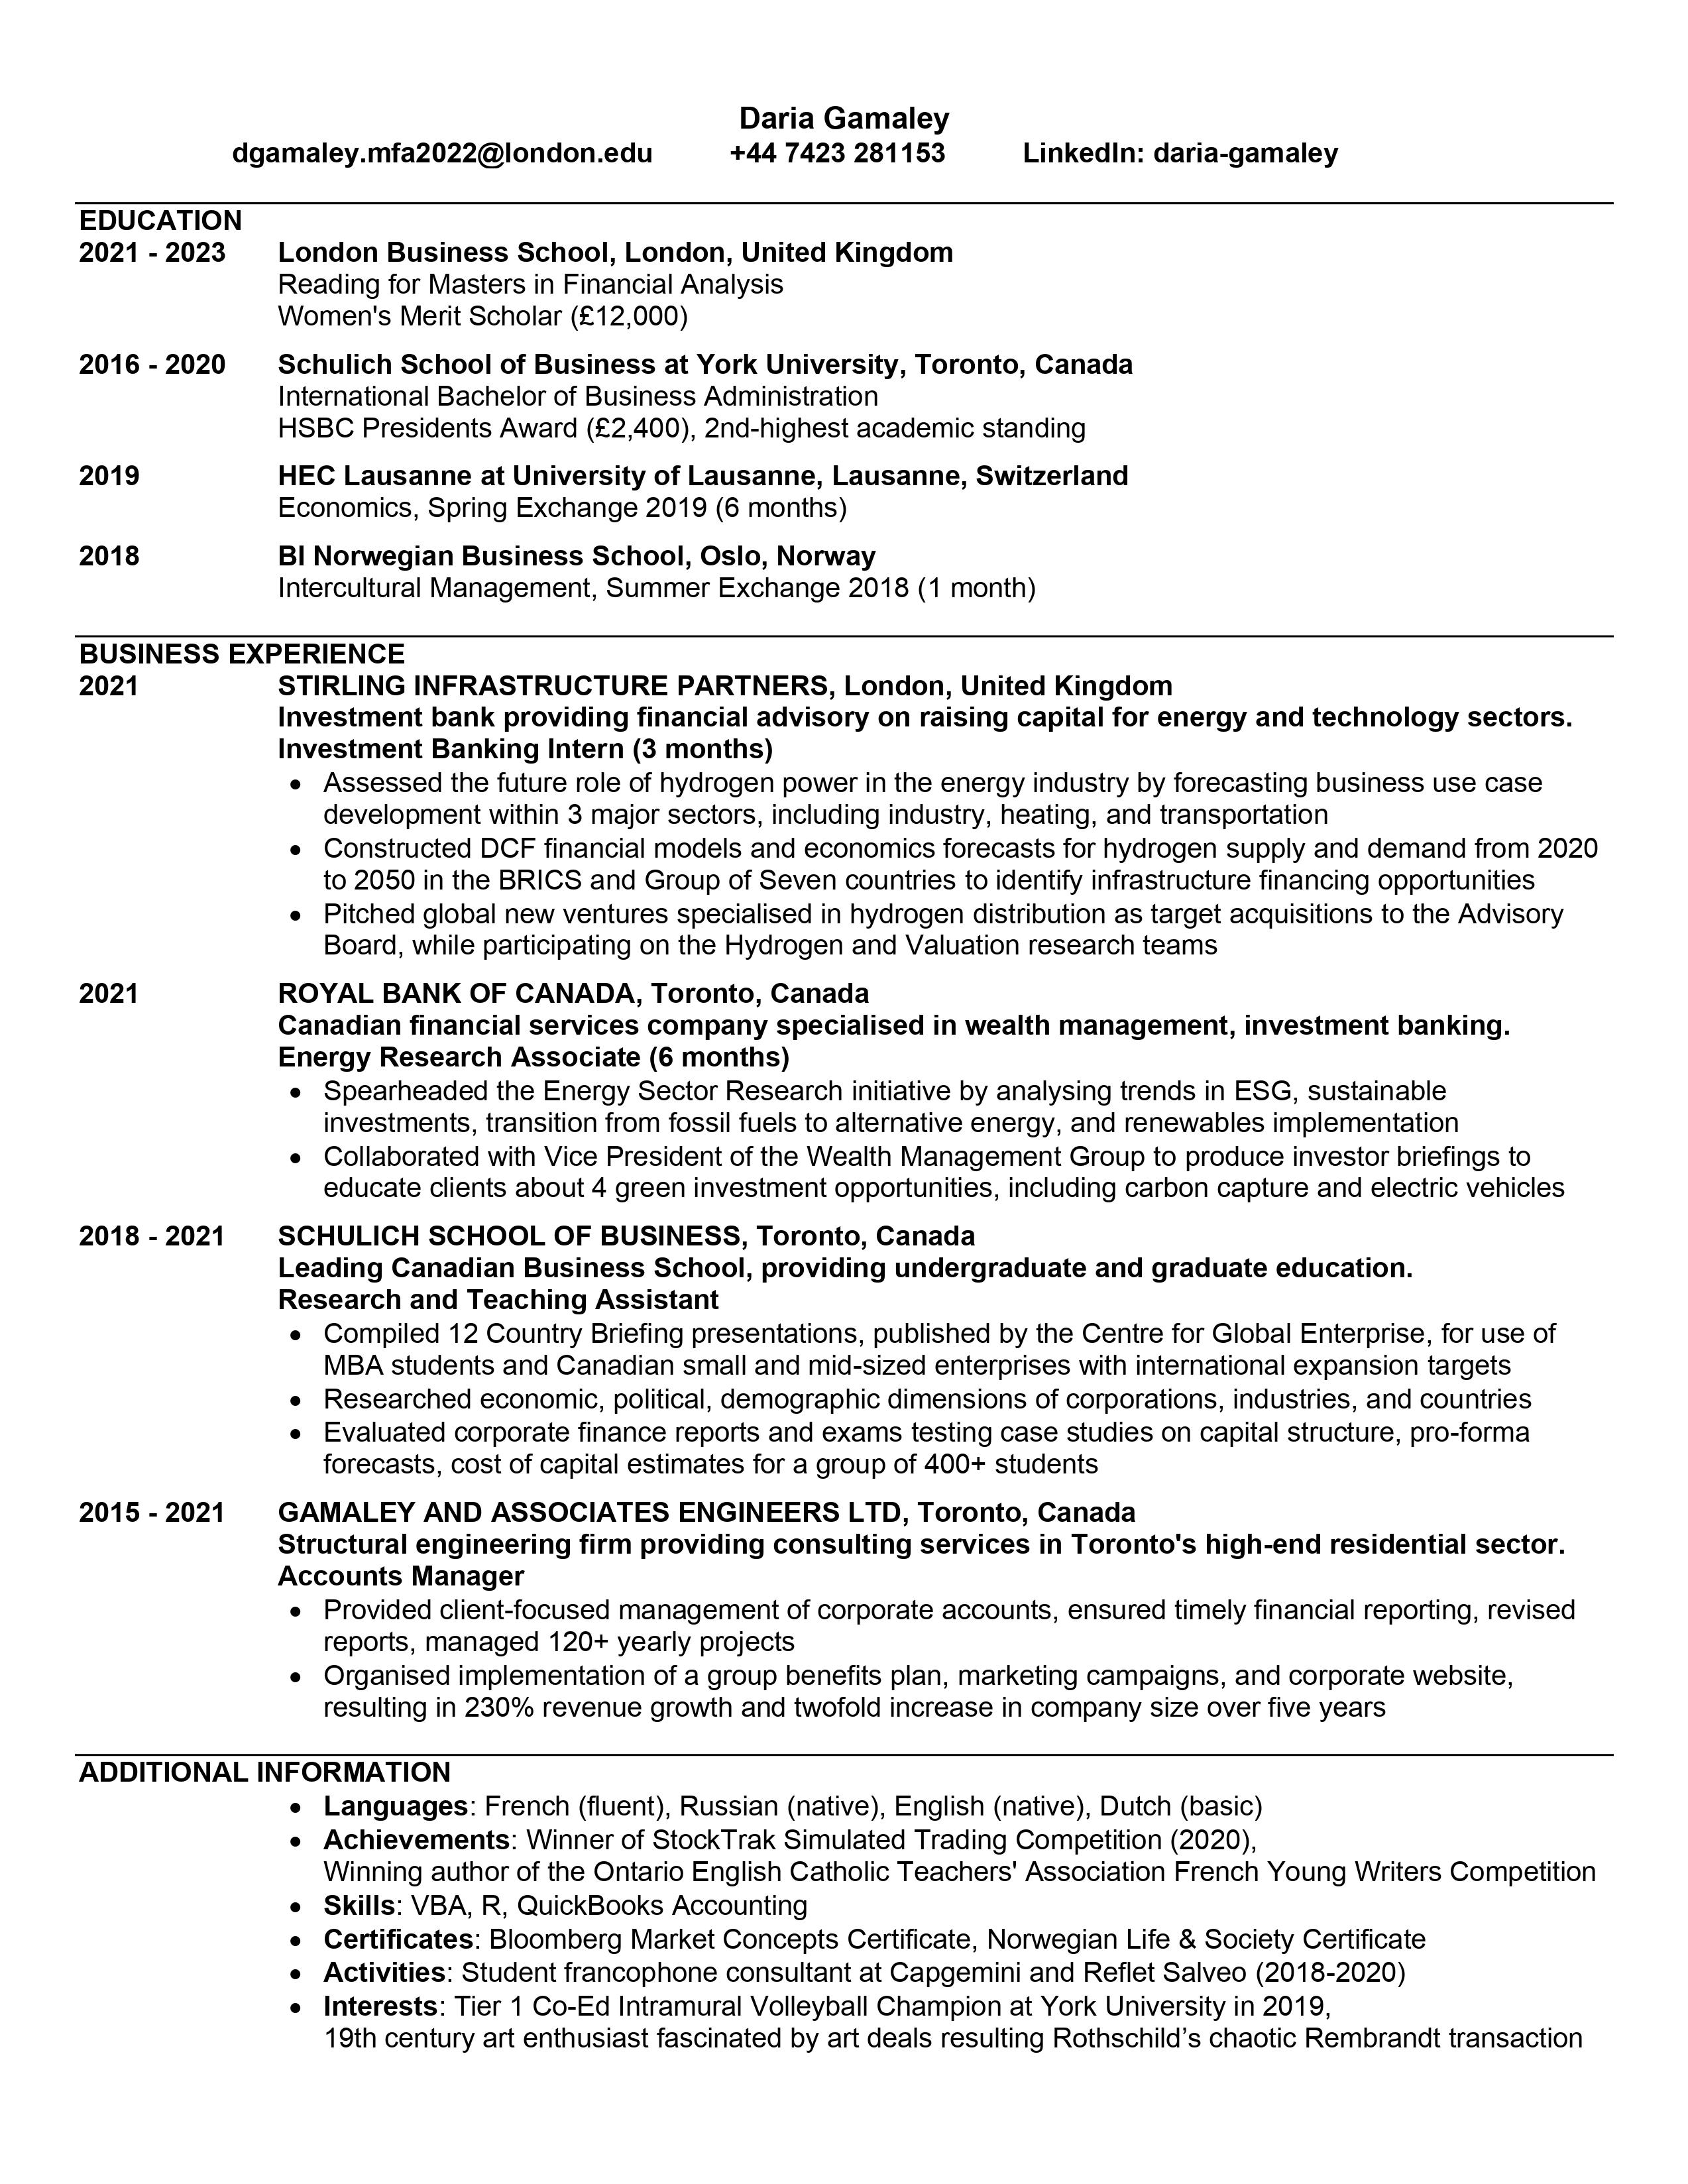 Daria Gamaley
dgamaley.mfa2022@london.edu +44 7423 281153 LinkedIn: daria-gamaley
EDUCATION
2021 - 2023 London Business School, London, United Kingdom
Reading for Masters in Financial Analysis
Women's Merit Scholar (£12,000)
2016 - 2020 Schulich School of Business at York University, Toronto, Canada
International Bachelor of Business Administration
HSBC Presidents Award (£2,400), 2nd-highest academic standing
2019 HEC Lausanne at University of Lausanne, Lausanne, Switzerland
Economics, Spring Exchange 2019 (6 months)
2018 BI Norwegian Business School, Oslo, Norway
Intercultural Management, Summer Exchange 2018 (1 month)
BUSINESS EXPERIENCE
2021 STIRLING INFRASTRUCTURE PARTNERS, London, United Kingdom
Investment bank providing financial advisory on raising capital for energy and technology sectors.
Investment Banking Intern (3 months)
• Assessed the future role of hydrogen power in the energy industry by forecasting business use case
development within 3 major sectors, including industry, heating, and transportation
• Constructed DCF financial models and economics forecasts for hydrogen supply and demand from 2020
to 2050 in the BRICS and Group of Seven countries to identify infrastructure financing opportunities
• Pitched global new ventures specialised in hydrogen distribution as target acquisitions to the Advisory
Board, while participating on the Hydrogen and Valuation research teams
2021 ROYAL BANK OF CANADA, Toronto, Canada
Canadian financial services company specialised in wealth management, investment banking.
Energy Research Associate (6 months)
• Spearheaded the Energy Sector Research initiative by analysing trends in ESG, sustainable
investments, transition from fossil fuels to alternative energy, and renewables implementation
• Collaborated with Vice President of the Wealth Management Group to produce investor briefings to
educate clients about 4 green investment opportunities, including carbon capture and electric vehicles
2018 - 2021 SCHULICH SCHOOL OF BUSINESS, Toronto, Canada
Leading Canadian Business School, providing undergraduate and graduate education.
Research and Teaching Assistant
• Compiled 12 Country Briefing presentations, published by the Centre for Global Enterprise, for use of
MBA students and Canadian small and mid-sized enterprises with international expansion targets
• Researched economic, political, demographic dimensions of corporations, industries, and countries
• Evaluated corporate finance reports and exams testing case studies on capital structure, pro-forma
forecasts, cost of capital estimates for a group of 400+ students
2015 - 2021 GAMALEY AND ASSOCIATES ENGINEERS LTD, Toronto, Canada
Structural engineering firm providing consulting services in Toronto's high-end residential sector.
Accounts Manager
• Provided client-focused management of corporate accounts, ensured timely financial reporting, revised
reports, managed 120+ yearly projects
• Organised implementation of a group benefits plan, marketing campaigns, and corporate website,
resulting in 230% revenue growth and twofold increase in company size over five years
ADDITIONAL INFORMATION
• Languages: French (fluent), Russian (native), English (native), Dutch (basic)
• Achievements: Winner of StockTrak Simulated Trading Competition (2020),
Winning author of the Ontario English Catholic Teachers' Association French Young Writers Competition
• Skills: VBA, R, QuickBooks Accounting
• Certificates: Bloomberg Market Concepts Certificate, Norwegian Life & Society Certificate
• Activities: Student francophone consultant at Capgemini and Reflet Salveo (2018-2020)
• Interests: Tier 1 Co-Ed Intramural Volleyball Champion at York University in 2019,
19th century art enthusiast fascinated by art deals resulting Rothschild’s chaotic Rembrandt transaction